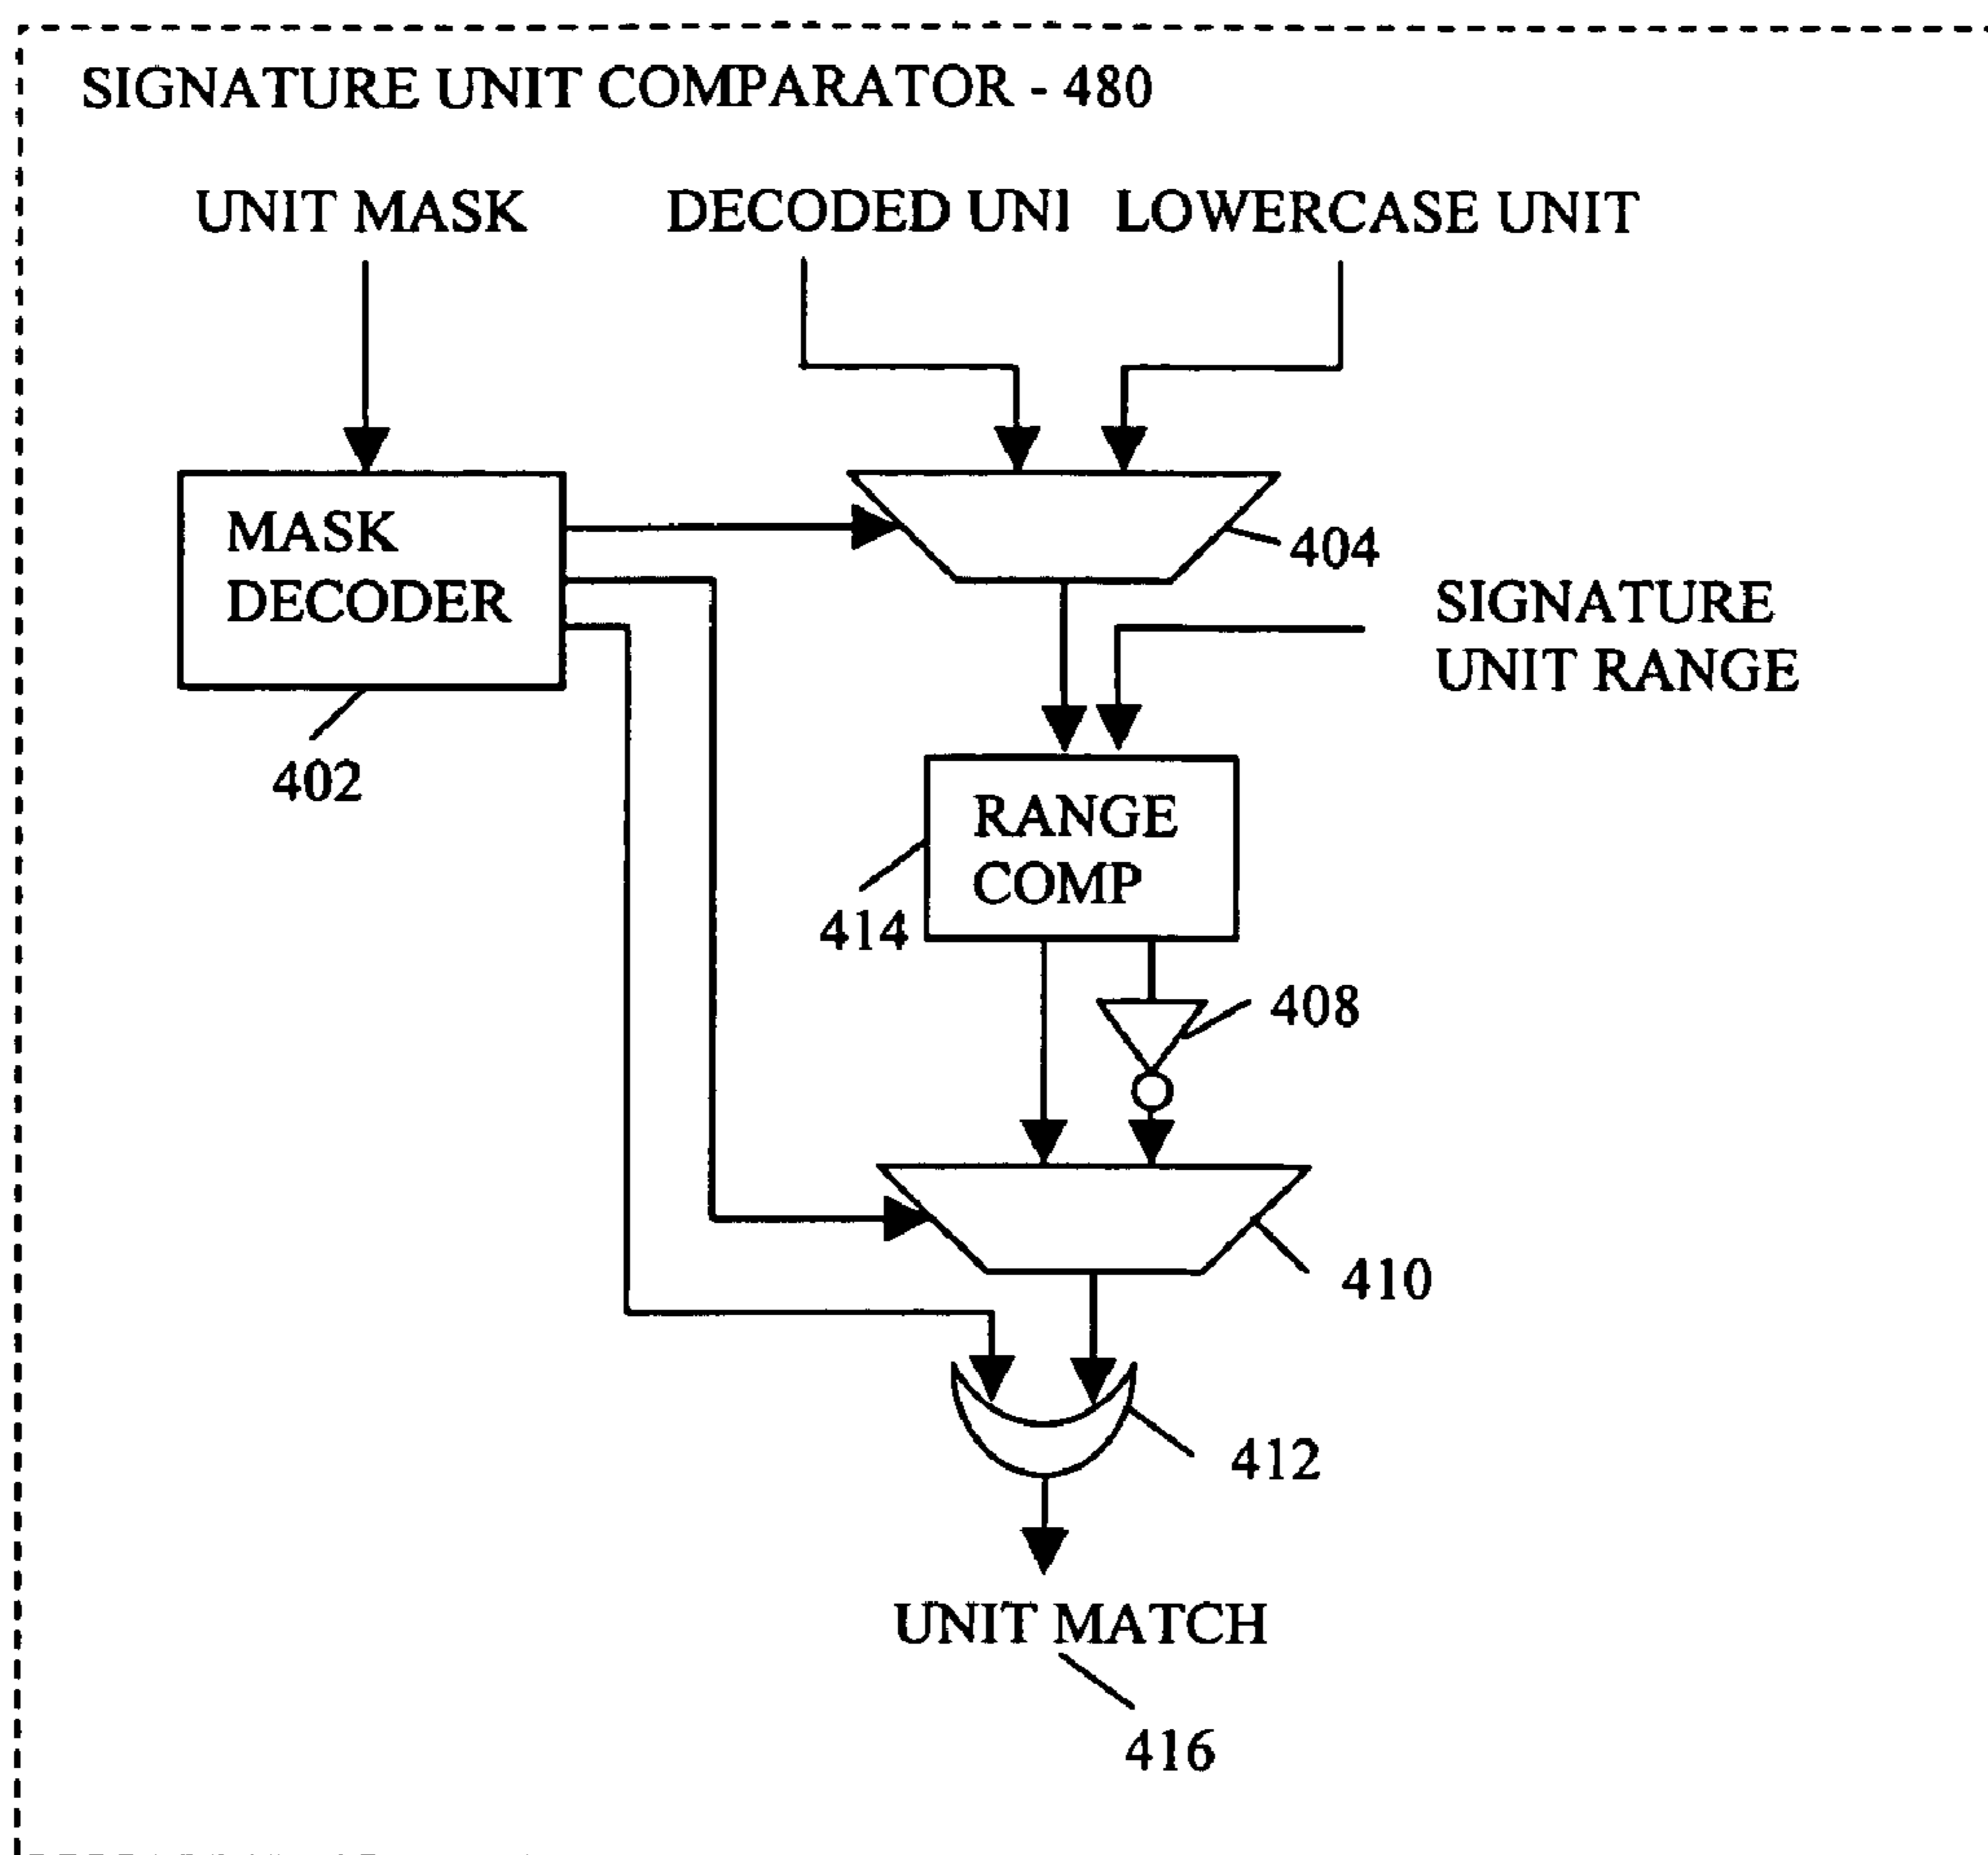 SIGNATURE UNIT COMPARATOR - 480
UNIT MASK
DECODED UNI
LOWERCASE UNIT
MASK
DECODER
404
SIGNATURE
UNIT RANGE
402
RANGE
COMP
414
408
410
412
UNIT MATCH
416